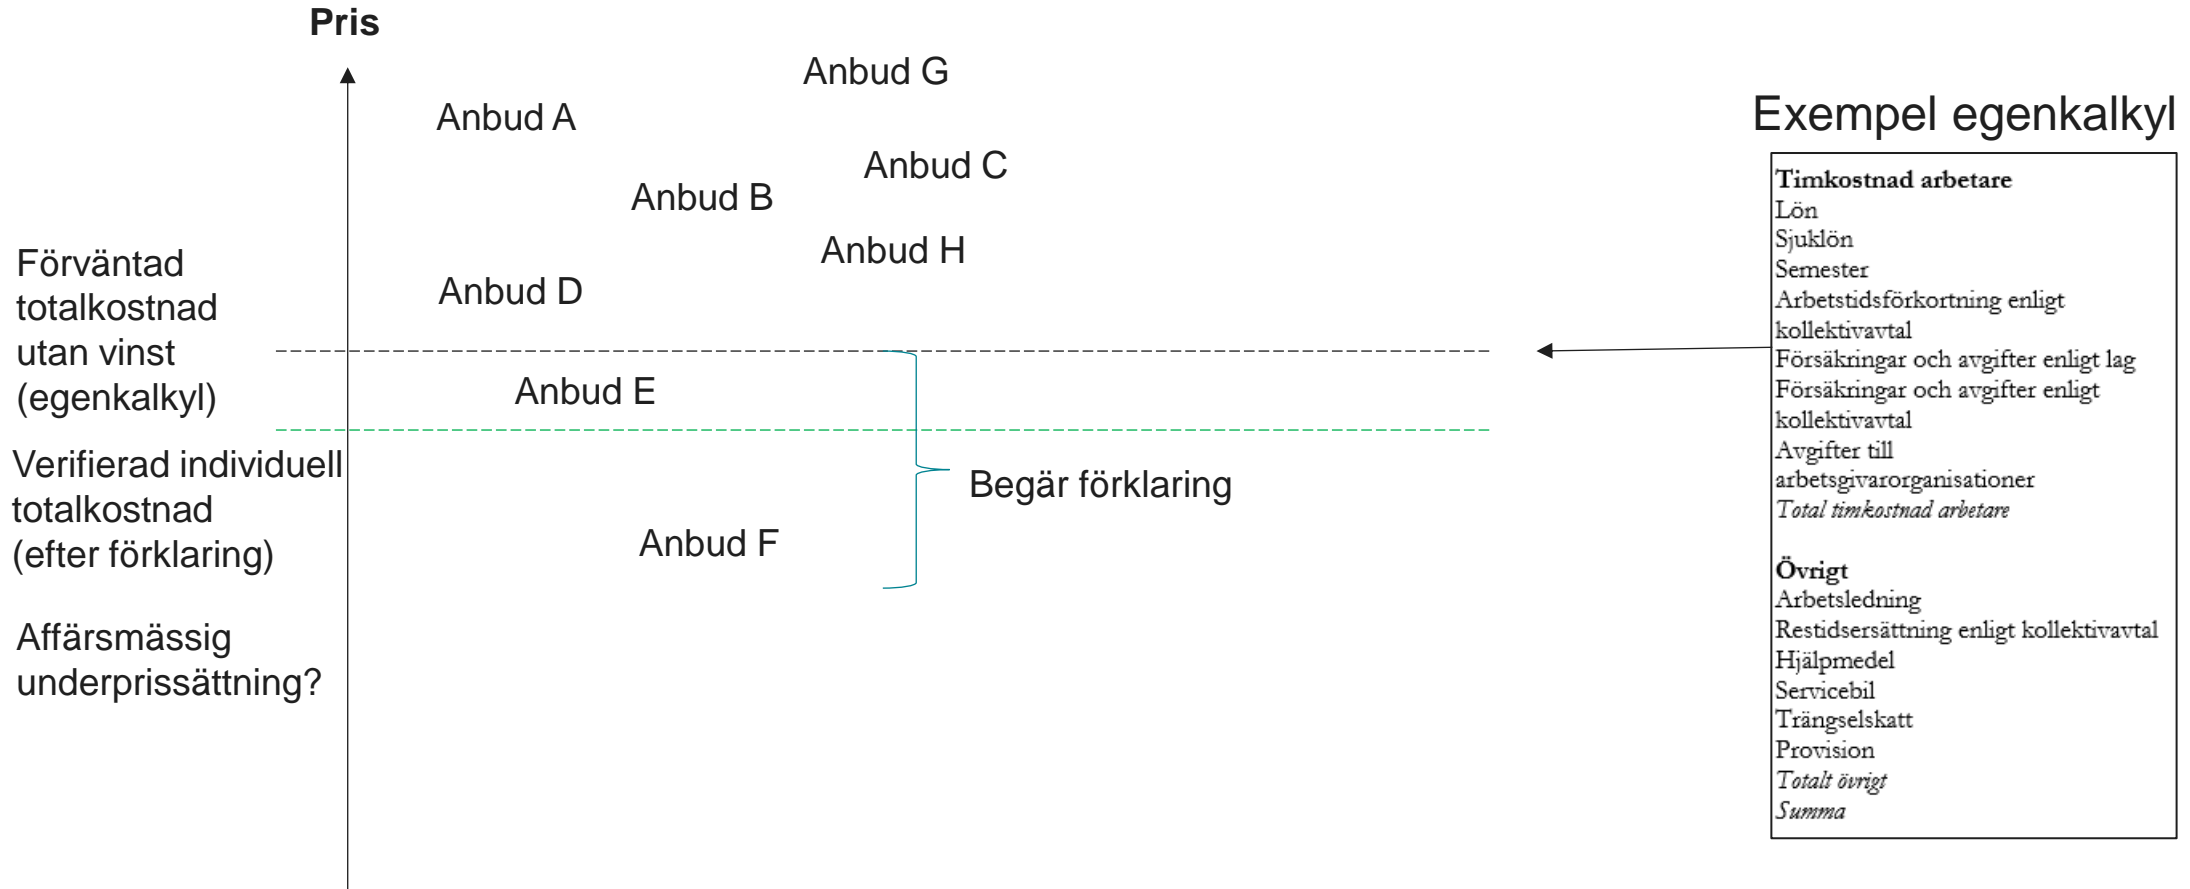 Pris
Anbud G
Anbud A
Anbud C
Anbud B
Anbud H
Anbud D
Förväntad
totalkostnad
utan vinst
(egenkalkyl)
Anbud E
Verifierad individuell
totalkostnad
(efter förklaring)
Begär förklaring
Anbud F
Affärsmässig
underprissättning?
Exempel egenkalkyl
Timkostnad arbetare
Lön
Sjuklön
Semester
Arbetstidsförkortning enligt
kollektivavtal
Försäkringar och avgifter enligt lag
Försäkringar och avgifter enligt
kollektivavtal
Avgifter till
arbetsgivarorganisationer
Total timkostnad arbetare
Övrigt
Arbetsledning
Restidsersättning enligt kollektivavtal
Hjälpmedel
Servicebil
Trängselskatt
Provision
Totalt övrigt
Summa